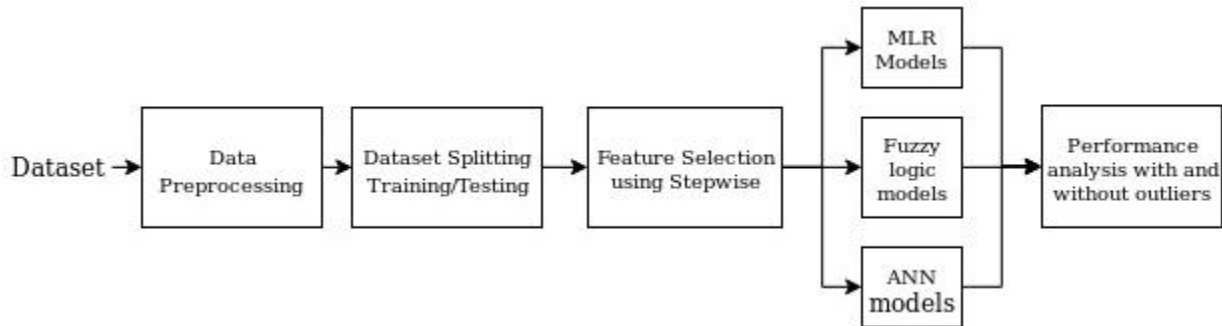 Dataset
Data
Preprocessing
Dataset Splitting
Training/Testing
Feature Selection
using Stepwise
MLR
Models
Fuzzy
logic
models
ANN
models
Performance
analysis with and
without outliers